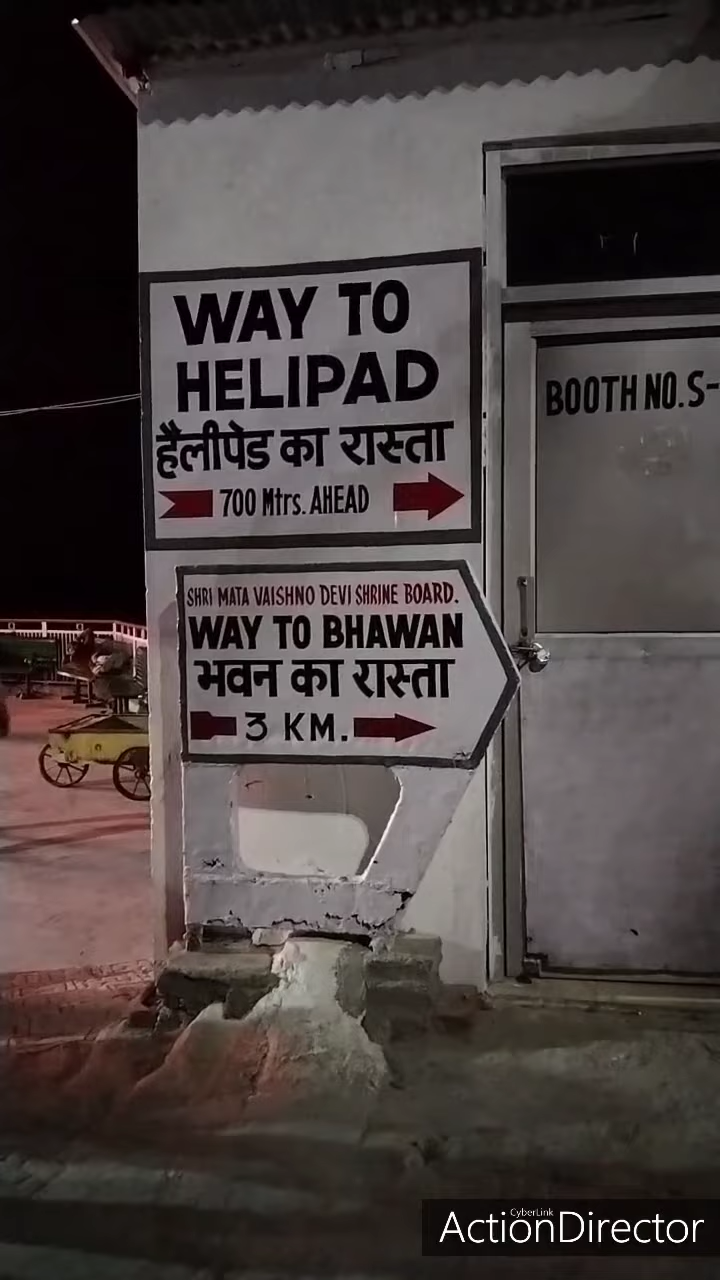 WAY TO
HELIPAD
हैलीपेड का रास्ता
700 Mtrs. AHEAD
SHRI MATA VAISHNO DEVI SHRINE BOARD.
WAY TO BHAWAN
भवन का रास्ता
3 KM.
BOOTH NO. S-
CyberLink
ActionDirector